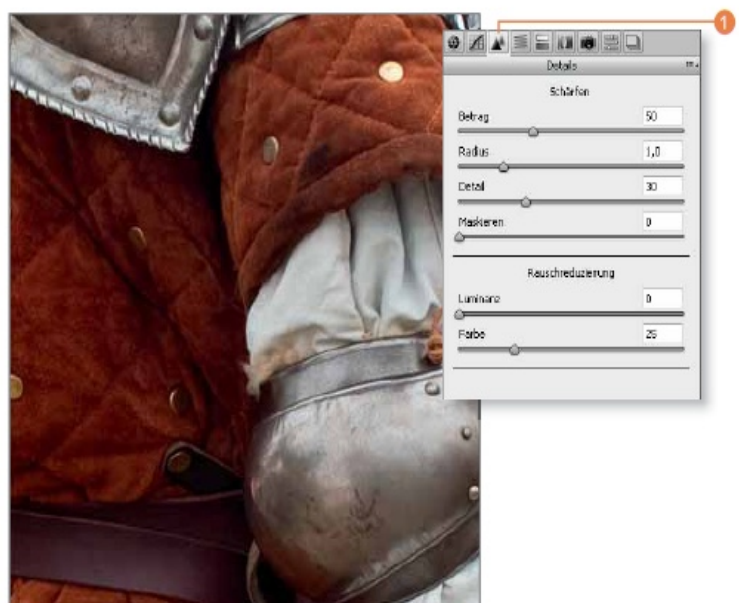 1
Details
Schärfen
Betrag 50
Radius 1,0
Detail 30
Maskieren 0
Rauschreduzierung
Luminanz 0
Farbe 25